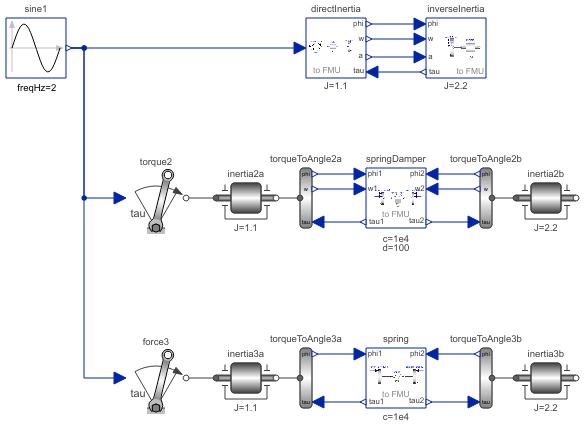 sine1
freqHz=2
directInertia
phi
w
a
tau
to FMU
J=1.1
inverseInertia
phi
w
a
tau
to FMU
J=2.2
torque2
tau
inertia2a
J=1.1
torqueToAngle2a
phi
w
tau
springDamper
phi1
phi2
w1
w2
to FMU
tau1
tau2
c=1e4
d=100
torqueToAngle2b
phi
w
tau
inertia2b
J=2.2
force3
tau
inertia3a
J=1.1
torqueToAngle3a
phi
tau
spring
phi1
phi2
to FMU
tau1
tau2
c=1e4
torqueToAngle3b
phi
tau
inertia3b
J=2.2